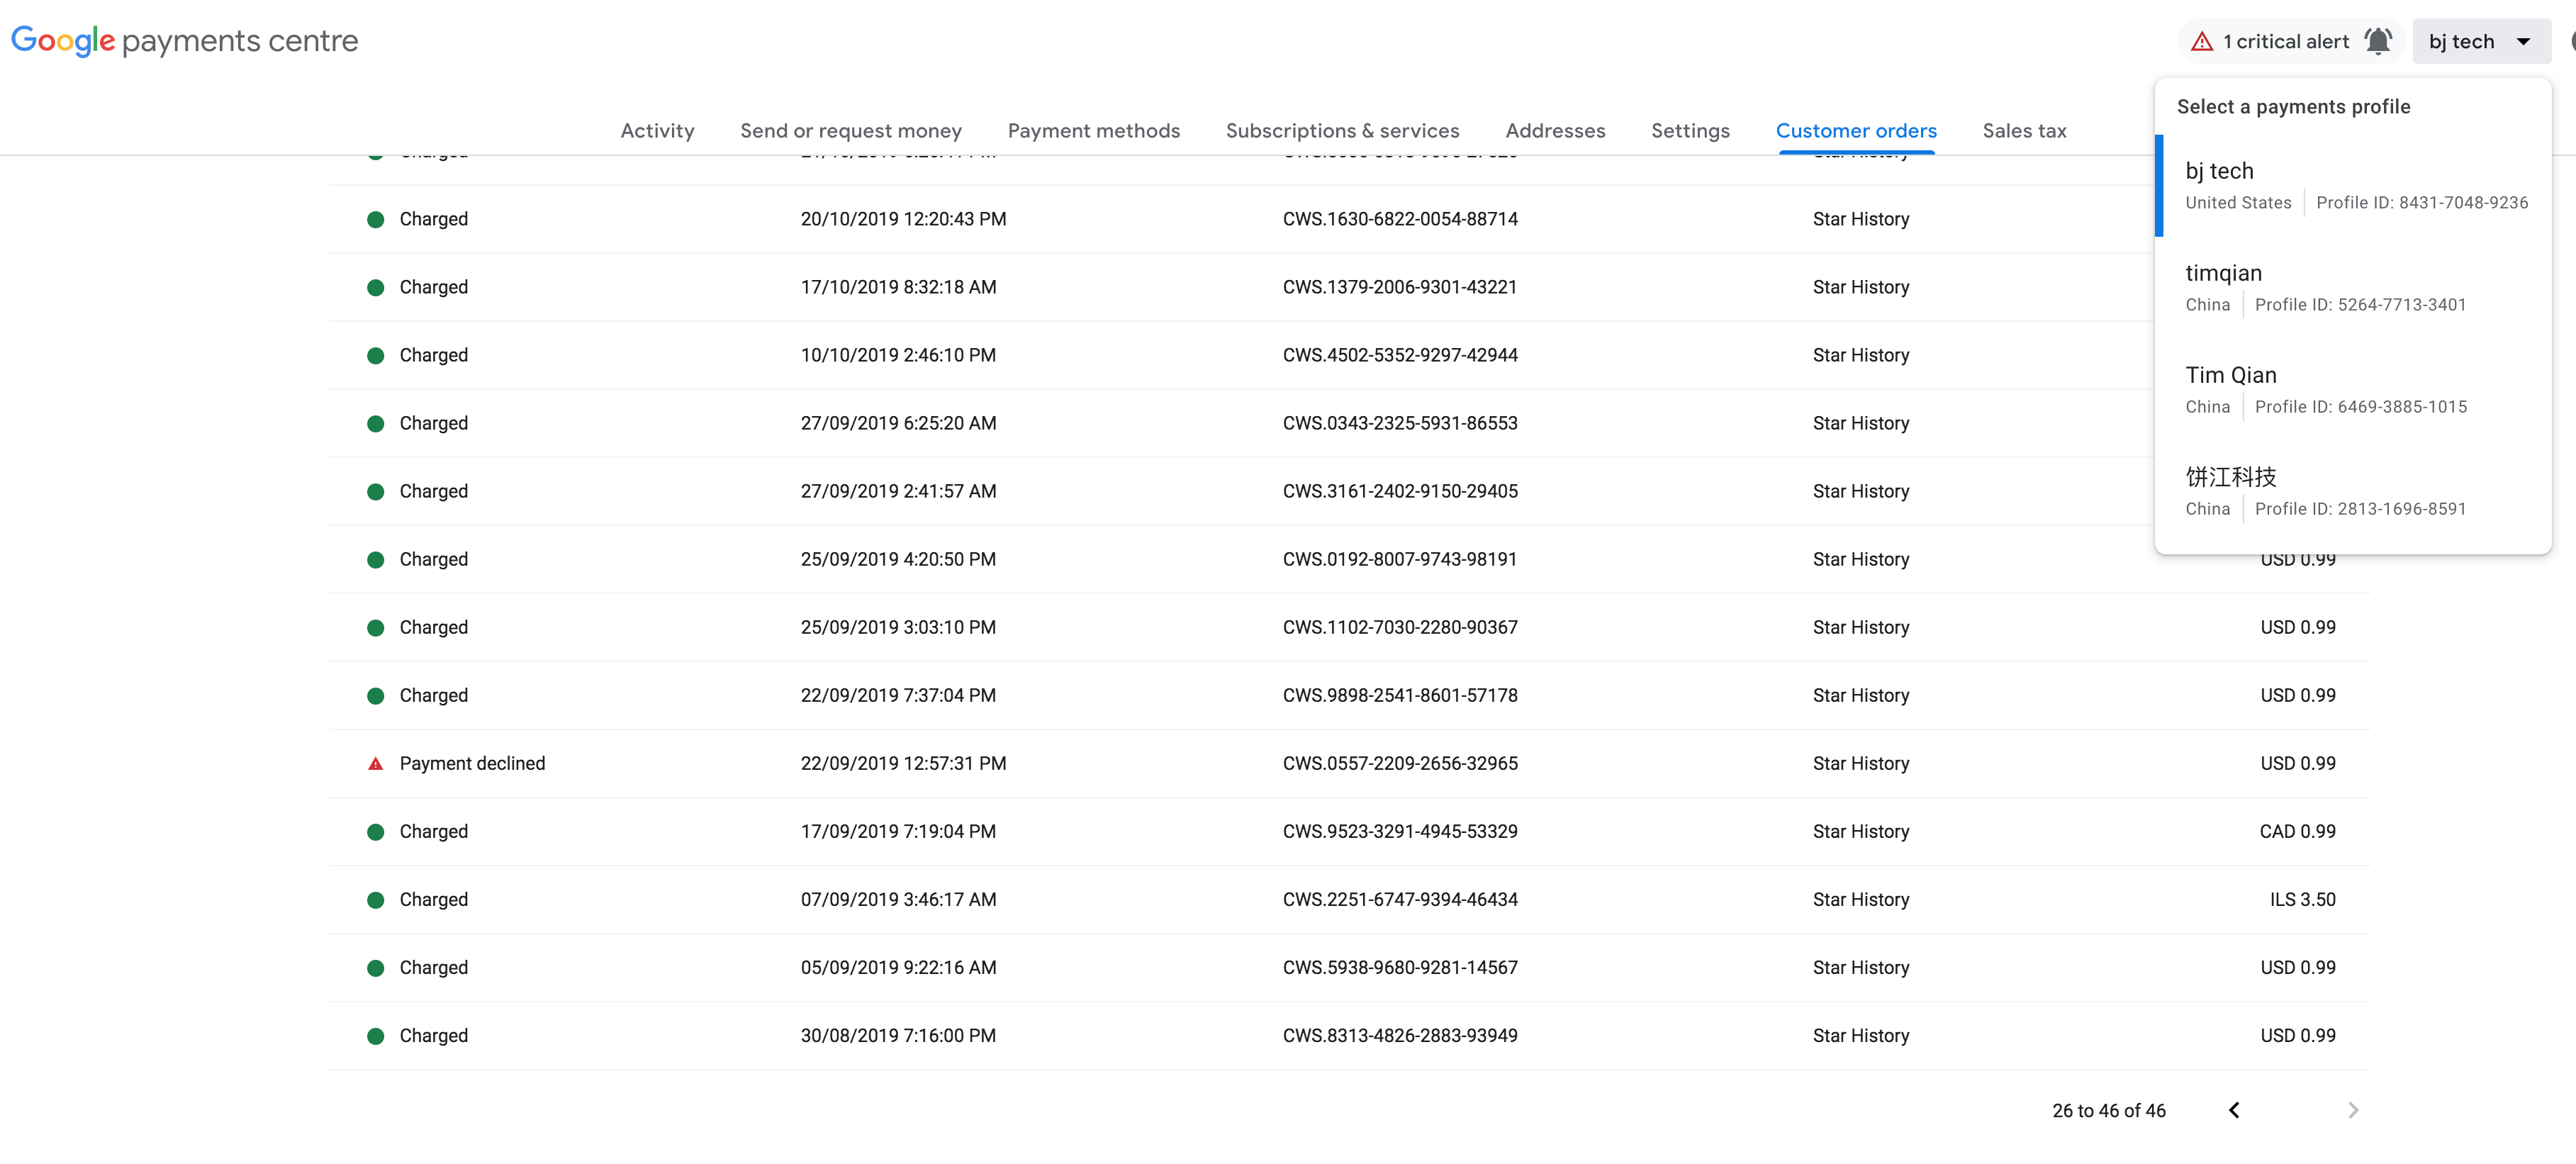 Google payments centre
1 critical alert
bj tech
Activity
Send or request money
Payment methods
Subscriptions & services
Addresses
Settings
Customer orders
Sales tax
Select a payments profile
bj tech
United States Profile ID: 8431-7048-9236
timqian
China Profile ID: 5264-7713-3401
Tim Qian
China Profile ID: 6469-3885-1015
饼江科技
China Profile ID: 2813-1696-8591
Charged Star History
Charged 20/10/2019 12:20:43 PM CWS.1630-6822-0054-88714 Star History
Charged 17/10/2019 8:32:18 AM CWS.1379-2006-9301-43221 Star History
Charged 10/10/2019 2:46:10 PM CWS.4502-5352-9297-42944 Star History
Charged 27/09/2019 6:25:20 AM CWS.0343-2325-5931-86553 Star History
Charged 27/09/2019 2:41:57 AM CWS.3161-2402-9150-29405 Star History
Charged 25/09/2019 4:20:50 PM CWS.0192-8007-9743-98191 Star History USD 0.99
Charged 25/09/2019 3:03:10 PM CWS.1102-7030-2280-90367 Star History USD 0.99
Charged 22/09/2019 7:37:04 PM CWS.9898-2541-8601-57178 Star History USD 0.99
Payment declined 22/09/2019 12:57:31 PM CWS.0557-2209-2656-32965 Star History USD 0.99
Charged 17/09/2019 7:19:04 PM CWS.9523-3291-4945-53329 Star History CAD 0.99
Charged 07/09/2019 3:46:17 AM CWS.2251-6747-9394-46434 Star History ILS 3.50
Charged 05/09/2019 9:22:16 AM CWS.5938-9680-9281-14567 Star History USD 0.99
Charged 30/08/2019 7:16:00 PM CWS.8313-4826-2883-93949 Star History USD 0.99
26 to 46 of 46